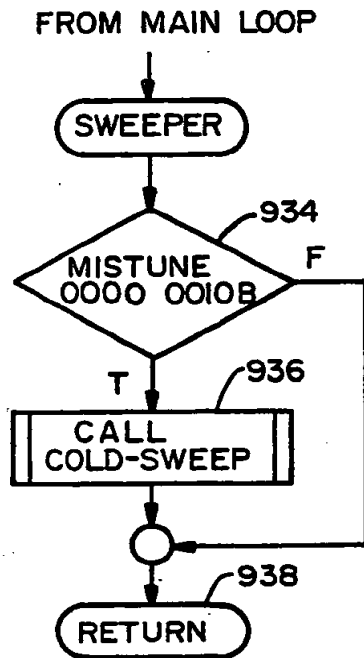 FROM MAIN LOOP
SWEEPER
934
MISTUNE
0000 0010B
F
T
936
CALL
COLD-SWEEP
938
RETURN